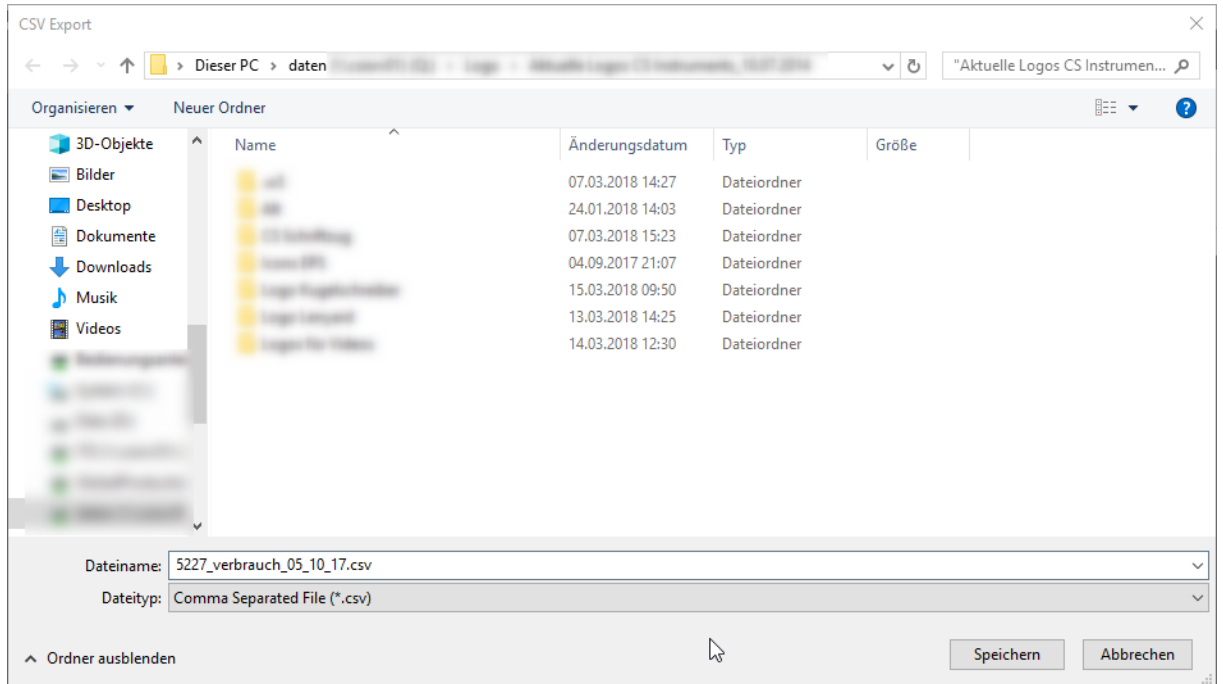 CSV Export
Dieser PC > daten
"Aktuelle Logos CS Instrumen...
Organisieren Neuer Ordner
Name Änderungsdatum Typ Größe
3D-Objekte
Bilder
Desktop
Dokumente
Downloads
Musik
Videos
07.03.2018 14:27 Dateiordner
24.01.2018 14:03 Dateiordner
07.03.2018 15:23 Dateiordner
04.09.2017 21:07 Dateiordner
15.03.2018 09:50 Dateiordner
13.03.2018 14:25 Dateiordner
14.03.2018 12:30 Dateiordner
Dateiname: 5227_verbrauch_05_10_17.csv
Dateityp: Comma Separated File (*.csv)
Ordner ausblenden
Speichern Abbrechen